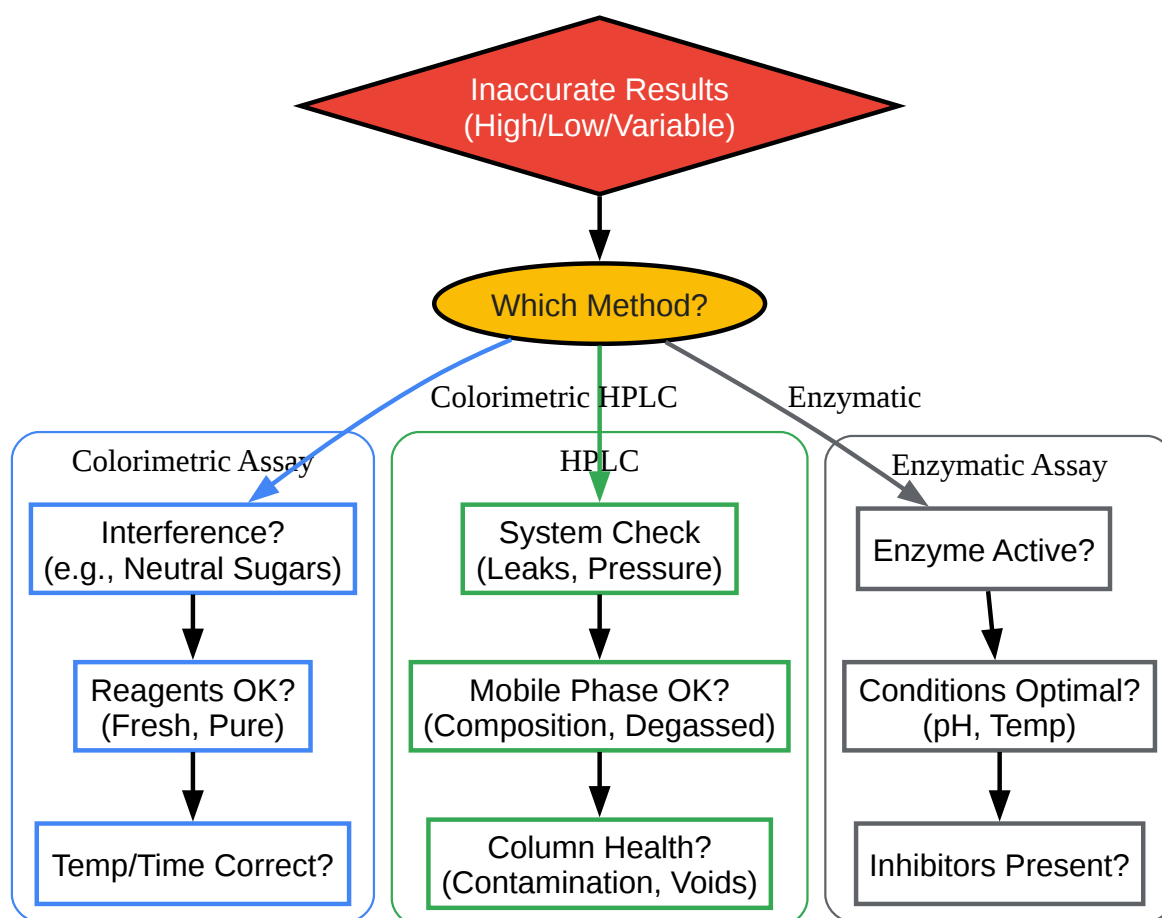 Inaccurate Results
(High/Low/Variable)
Which Method?
Colorimetric
HPLC
Enzymatic
Colorimetric Assay
Interference?
(e.g., Neutral Sugars)
Reagents OK?
(Fresh, Pure)
Temp/Time Correct?
HPLC
System Check
(Leaks, Pressure)
Mobile Phase OK?
(Composition, Degassed)
Column Health?
(Contamination, Voids)
Enzymatic Assay
Enzyme Active?
Conditions Optimal?
(pH, Temp)
Inhibitors Present?